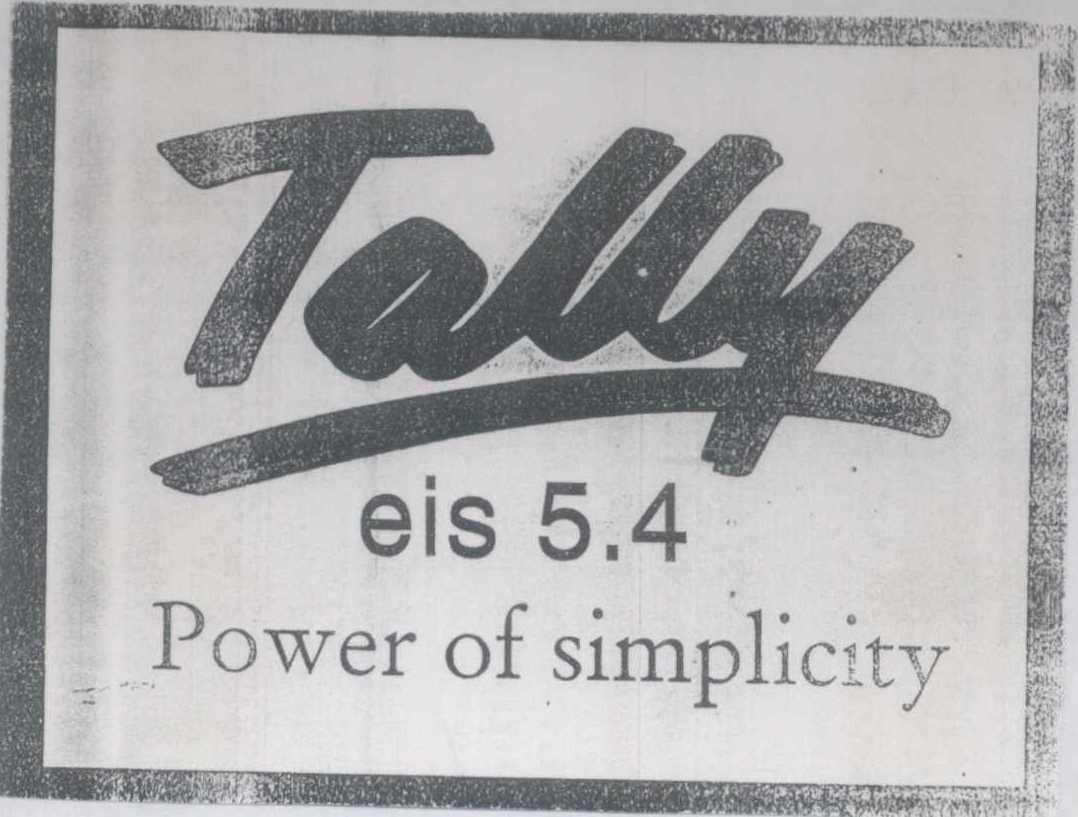 Tally
eis 5.4
Power of simplicity